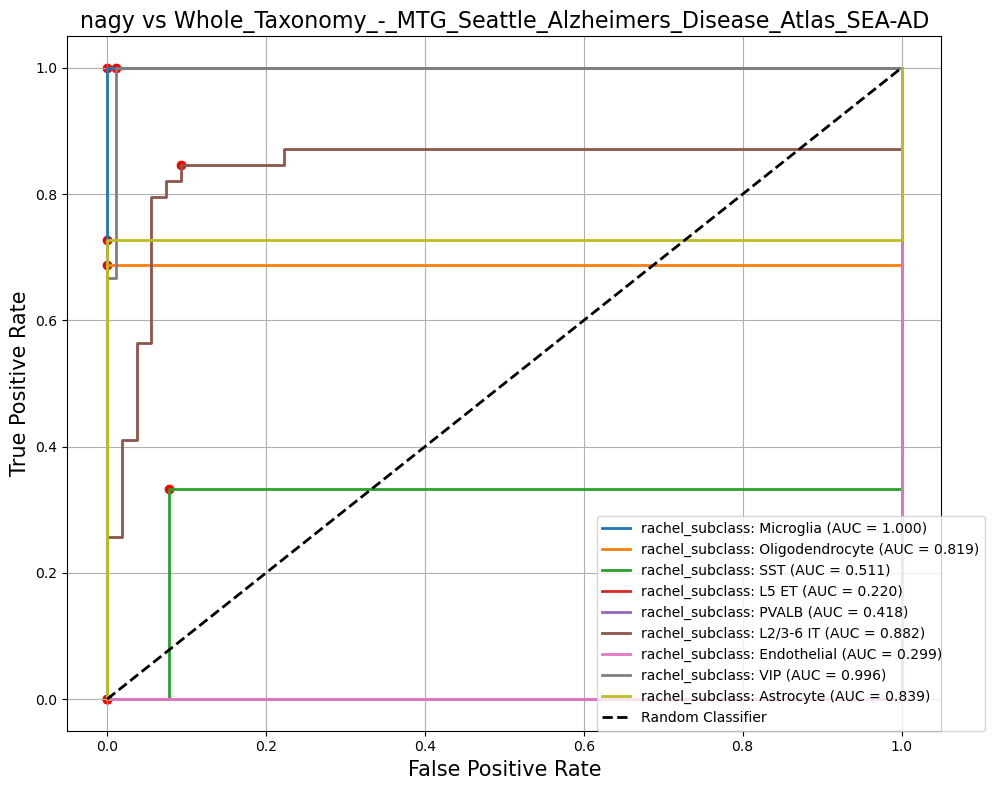 nagy vs Whole_Taxonomy_-_MTG_Seattle_Alzheimers_Disease_Atlas_SEA-AD
True Positive Rate
1.0
0.8
0.6
0.4
0.2
0.0
rachel_subclass: Microglia (AUC = 1.000)
rachel_subclass: Oligodendrocyte (AUC = 0.819)
rachel_subclass: SST (AUC = 0.511)
rachel_subclass: L5 ET (AUC = 0.220)
rachel_subclass: PVALB (AUC = 0.418)
rachel_subclass: L2/3-6 IT (AUC = 0.882)
rachel_subclass: Endothelial (AUC = 0.299)
rachel_subclass: VIP (AUC = 0.996)
rachel_subclass: Astrocyte (AUC = 0.839)
Random Classifier
0.0 0.2 0.4 0.6 0.8 1.0
False Positive Rate